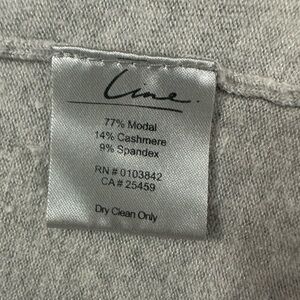 Line.
77% Modal
14% Cashmere
9% Spandex
RN # 0103842
CA # 25459
Dry Clean Only